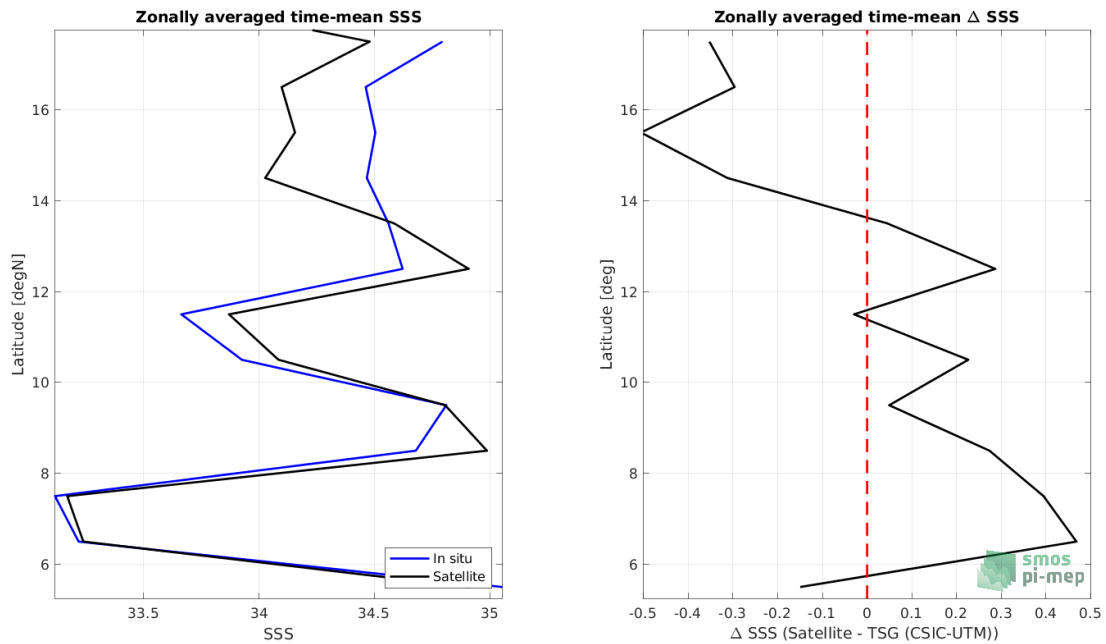 Zonally averaged time-mean SSS
16
14
12
10
8
6
Latitude [degN]
33.5
34
34.5
35
SSS
In situ
Satellite
Zonally averaged time-mean Δ SSS
16
14
12
10
8
6
Latitude [deg]
-0.5
-0.4
-0.3
-0.2
-0.1
0
0.1
0.2
0.3
0.4
0.5
Δ SSS (Satellite - TSG (CSIC-UTM))
smos
pi-mep